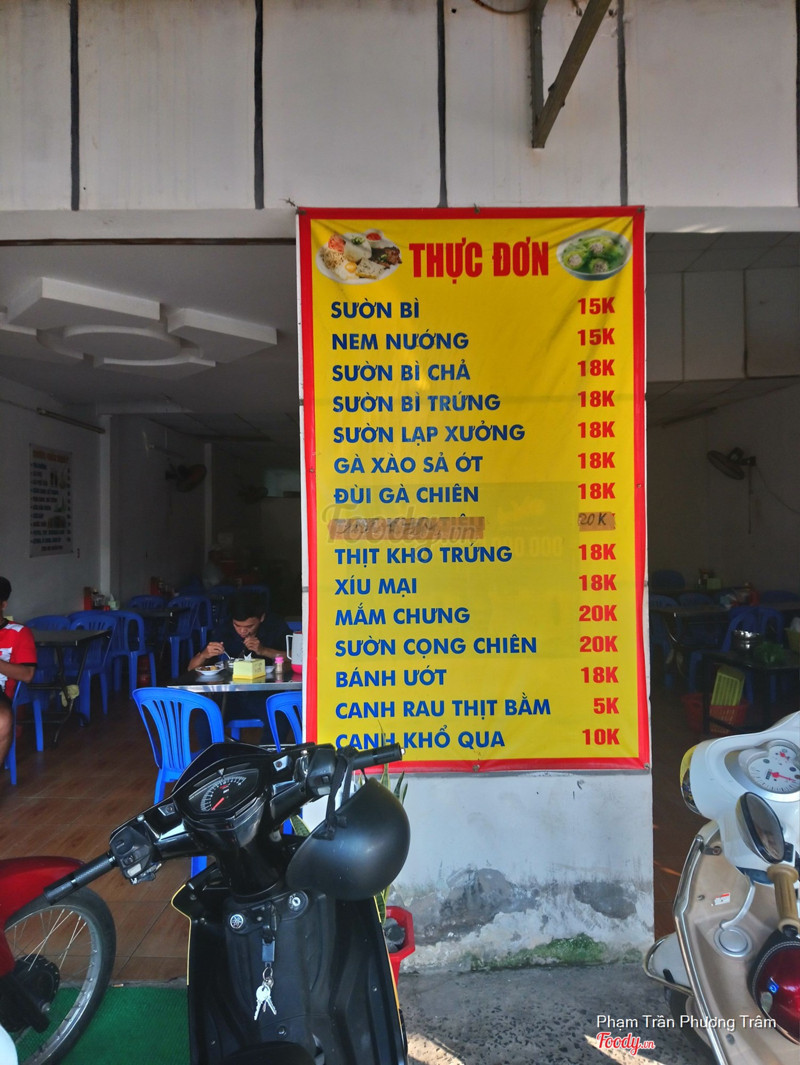 THỰC ĐƠN
SƯỜN BÌ 15K
NEM NƯỚNG 15K
SƯỜN BÌ CHẢ 18K
SƯỜN BÌ TRỨNG 18K
SƯỜN LẠP XƯỞNG 18K
GÀ XÀO SẢ ỚT 18K
ĐÙI GÀ CHIÊN 18K
20K
THỊT KHO TRỨNG 18K
XÍU MẠI 18K
MẮM CHƯNG 20K
SƯỜN CỌNG CHIÊN 20K
BÁNH ƯỚT 18K
CANH RAU THỊT BẰM 5K
CANH KHỔ QUA 10K
Foody.vn
Phạm Trần Phương Trâm
Foody.vn